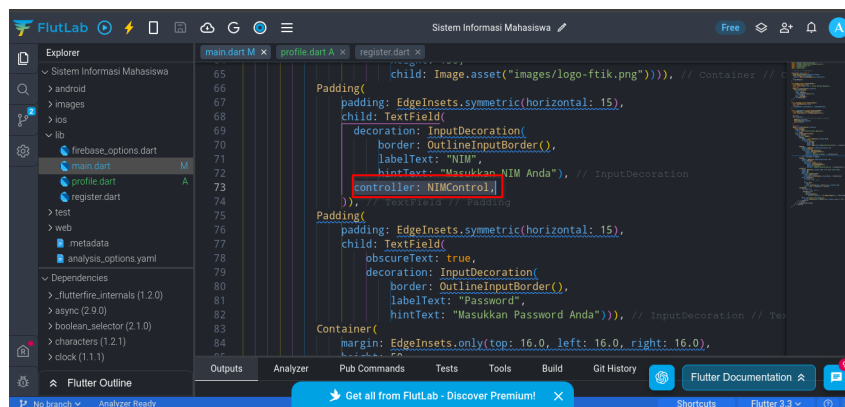 FlutLab
Sistem Informasi Mahasiswa
Free
A
Explorer
Sistem Informasi Mahasiswa
android
images
ios
lib
firebase_options.dart
main.dart M
profile.dart A
register.dart
test
web
.metadata
analysis_options.yaml
Dependencies
_flutterfire_internals (1.2.0)
async (2.9.0)
boolean_selector (2.1.0)
characters (1.2.1)
clock (1.1.1)
Flutter Outline
2
main.dart M ×
profile.dart A ×
register.dart ×
65 child: Image.asset("images/logo-ftik.png")))), // Container //
66 Padding(
67 padding: EdgeInsets.symmetric(horizontal: 15),
68 child: TextField(
69 decoration: InputDecoration(
70 border: OutlineInputBorder(),
71 labelText: "NIM",
72 hintText: "Masukkan NIM Anda"), // InputDecoration
73 controller: NIMControl,
74 )), // TextField // Padding
75 Padding(
76 padding: EdgeInsets.symmetric(horizontal: 15),
77 child: TextField(
78 obscureText: true,
79 decoration: InputDecoration(
80 border: OutlineInputBorder(),
81 labelText: "Password",
82 hintText: "Masukkan Password Anda"))), // InputDecoration // Tex
83 Container(
84 margin: EdgeInsets.only(top: 16.0, left: 16.0, right: 16.0),
Outputs Analyzer Pub Commands Tests Tools Build Git History
Flutter Documentation
Get all from FlutLab - Discover Premium! ×
No branch Analyzer Ready
Shortcuts Flutter 3.3